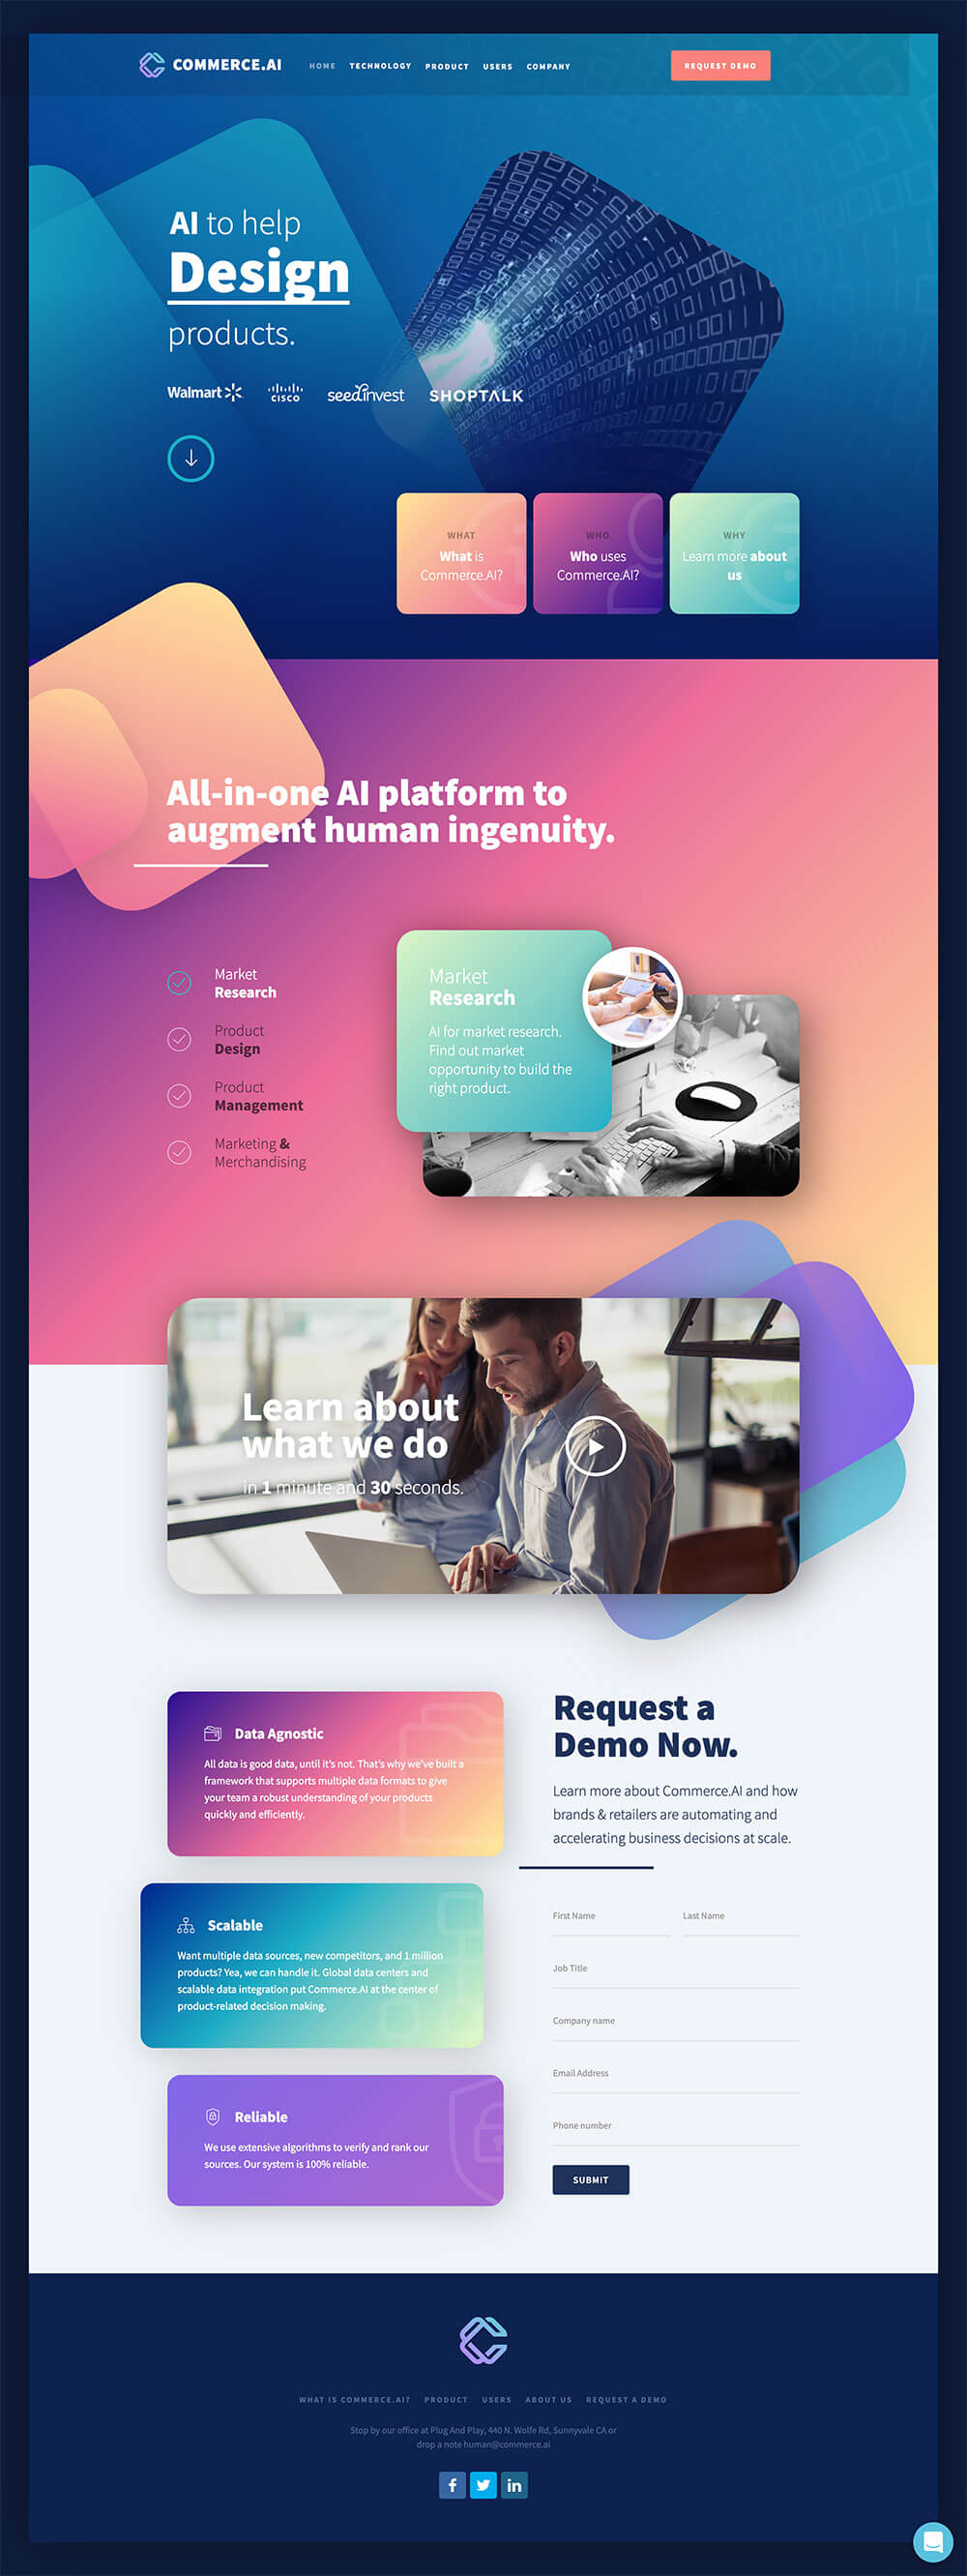 COMMERCE.AI
HOME TECHNOLOGY PRODUCT USERS COMPANY
REQUEST DEMO
AI to help
Design
products.
Walmart
CISCO
seedinvest
SHOPTALK
WHAT
What is
Commerce.AI?
WHO
Who uses
Commerce.AI?
WHY
Learn more about
us
All-in-one AI platform to
augment human ingenuity.
Market
Research
Product
Design
Product
Management
Marketing &
Merchandising
Market
Research
AI for market research.
Find out market
opportunity to build the
right product.
Learn about
what we do
in 1 minute and 30 seconds.
Data Agnostic
All data is good data, until it's not. That's why we've built a
framework that supports multiple data formats to give
your team a robust understanding of your products
quickly and efficiently.
Scalable
Want multiple data sources, new competitors, and 1 million
products? Yea, we can handle it. Global data centers and
scalable data integration put Commerce.AI at the center of
product-related decision making.
Reliable
We use extensive algorithms to verify and rank our
sources. Our system is 100% reliable.
Request a
Demo Now.
Learn more about Commerce.AI and how
brands & retailers are automating and
accelerating business decisions at scale.
First Name
Last Name
Job Title
Company name
Email Address
Phone number
SUBMIT
WHAT IS COMMERCE.AI? PRODUCT USERS ABOUT US REQUEST A DEMO
Stop by our office at Plug And Play, 440 N. Wolfe Rd, Sunnyvale CA or
drop a note human@commerce.ai